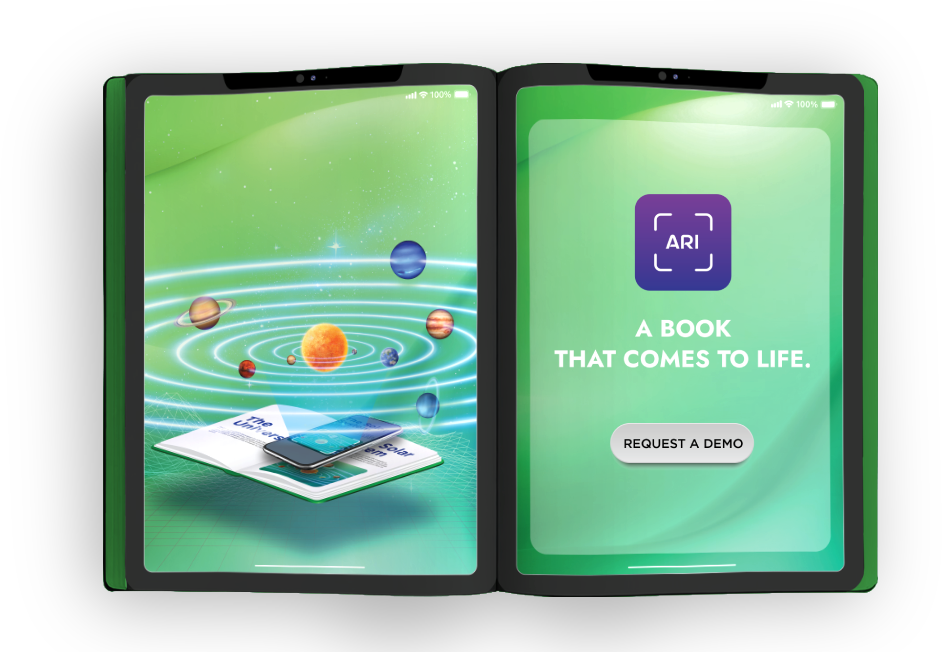 100%
The
Solar
100%
ARI
A BOOK
THAT COMES TO LIFE.
REQUEST A DEMO